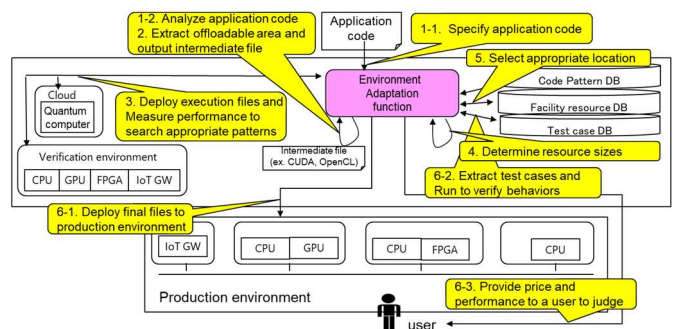 1-2. Analyze application code
2. Extract offloadable area and
output intermediate file
Application
code
1-1. Specify application code
5. Select appropriate location
Environment
Adaptation
function
Code Pattern DB
Facility resource DB
Test case DB
Cloud
Quantum
computer
3. Deploy execution files and
Measure performance to
search appropriate patterns
Intermediate file
(ex. CUDA, OpenCL)
4. Determine resource sizes
Verification environment
CPU GPU FPGA IoT GW
6-2. Extract test cases and
Run to verify behaviors
6-1. Deploy final files to
production environment
IoT GW
CPU GPU
CPU FPGA
CPU
Production environment
6-3. Provide price and
performance to a user to judge
user